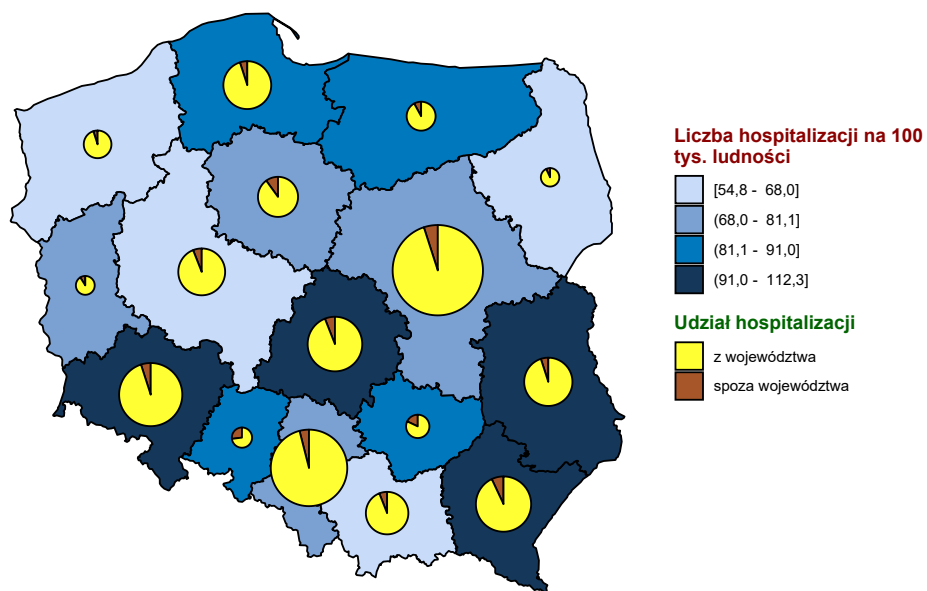 Liczba hospitalizacji na 100
tys. ludności
[54,8 - 68,0]
(68,0 - 81,1]
(81,1 - 91,0]
(91,0 - 112,3]
Udział hospitalizacji
z województwa
spoza województwa